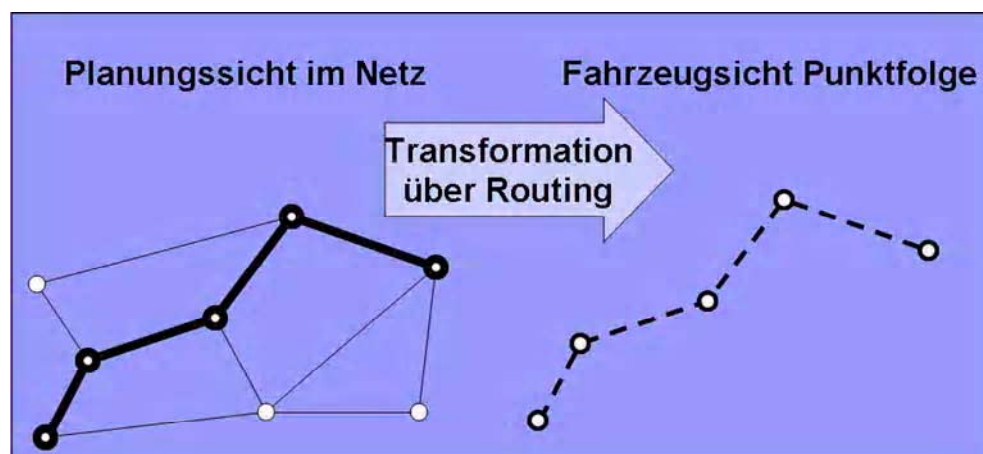 Planungssicht im Netz
Fahrzeugsicht Punktfolge
Transformation
über Routing